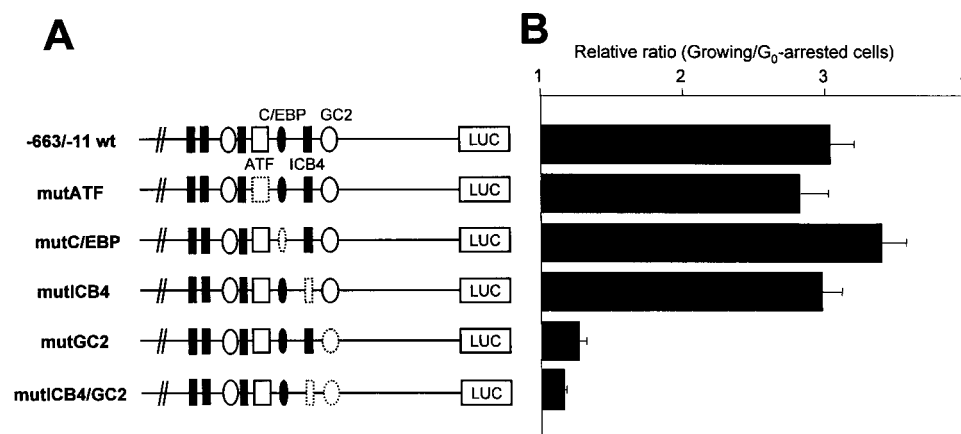 A
B
Relative ratio (Growing/G₀-arrested cells)
1
2
3
C/EBP
GC2
-663/-11 wt
LUC
ATF
ICB4
mutATF
LUC
mutC/EBP
LUC
mutICB4
LUC
mutGC2
LUC
mutICB4/GC2
LUC